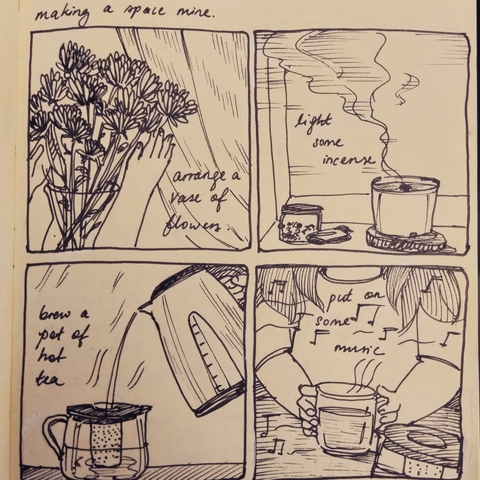 making a space mine.
arrange a
vase of
flowers.
light
some
incense
brew a
pot of
hot
tea
put on
some
music